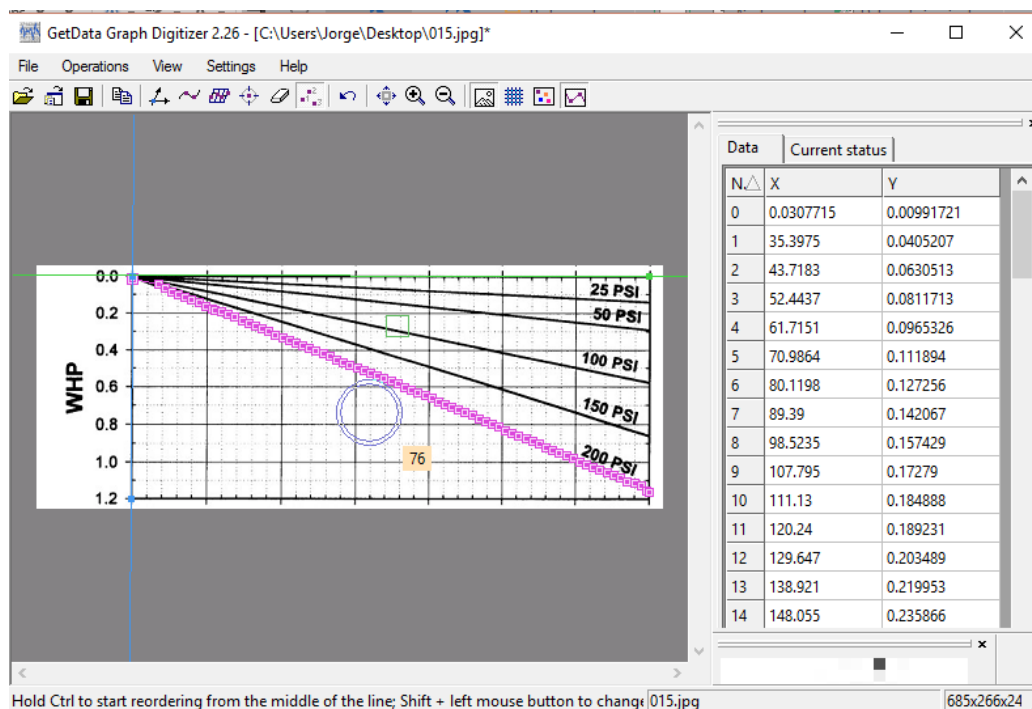 GetData Graph Digitizer 2.26 - [C:\Users\Jorge\Desktop\015.jpg]*
File Operations View Settings Help
Data Current status
N. X Y
0 0.0307715 0.00991721
1 35.3975 0.0405207
2 43.7183 0.0630513
3 52.4437 0.0811713
4 61.7151 0.0965326
5 70.9864 0.111894
6 80.1198 0.127256
7 89.39 0.142067
8 98.5235 0.157429
9 107.795 0.17279
10 111.13 0.184888
11 120.24 0.189231
12 129.647 0.203489
13 138.921 0.219953
14 148.055 0.235866
WHP
0.0
0.2
0.4
0.6
0.8
1.0
1.2
25 PSI
50 PSI
100 PSI
150 PSI
200 PSI
76
Hold Ctrl to start reordering from the middle of the line; Shift + left mouse button to change
015.jpg
685x266x24